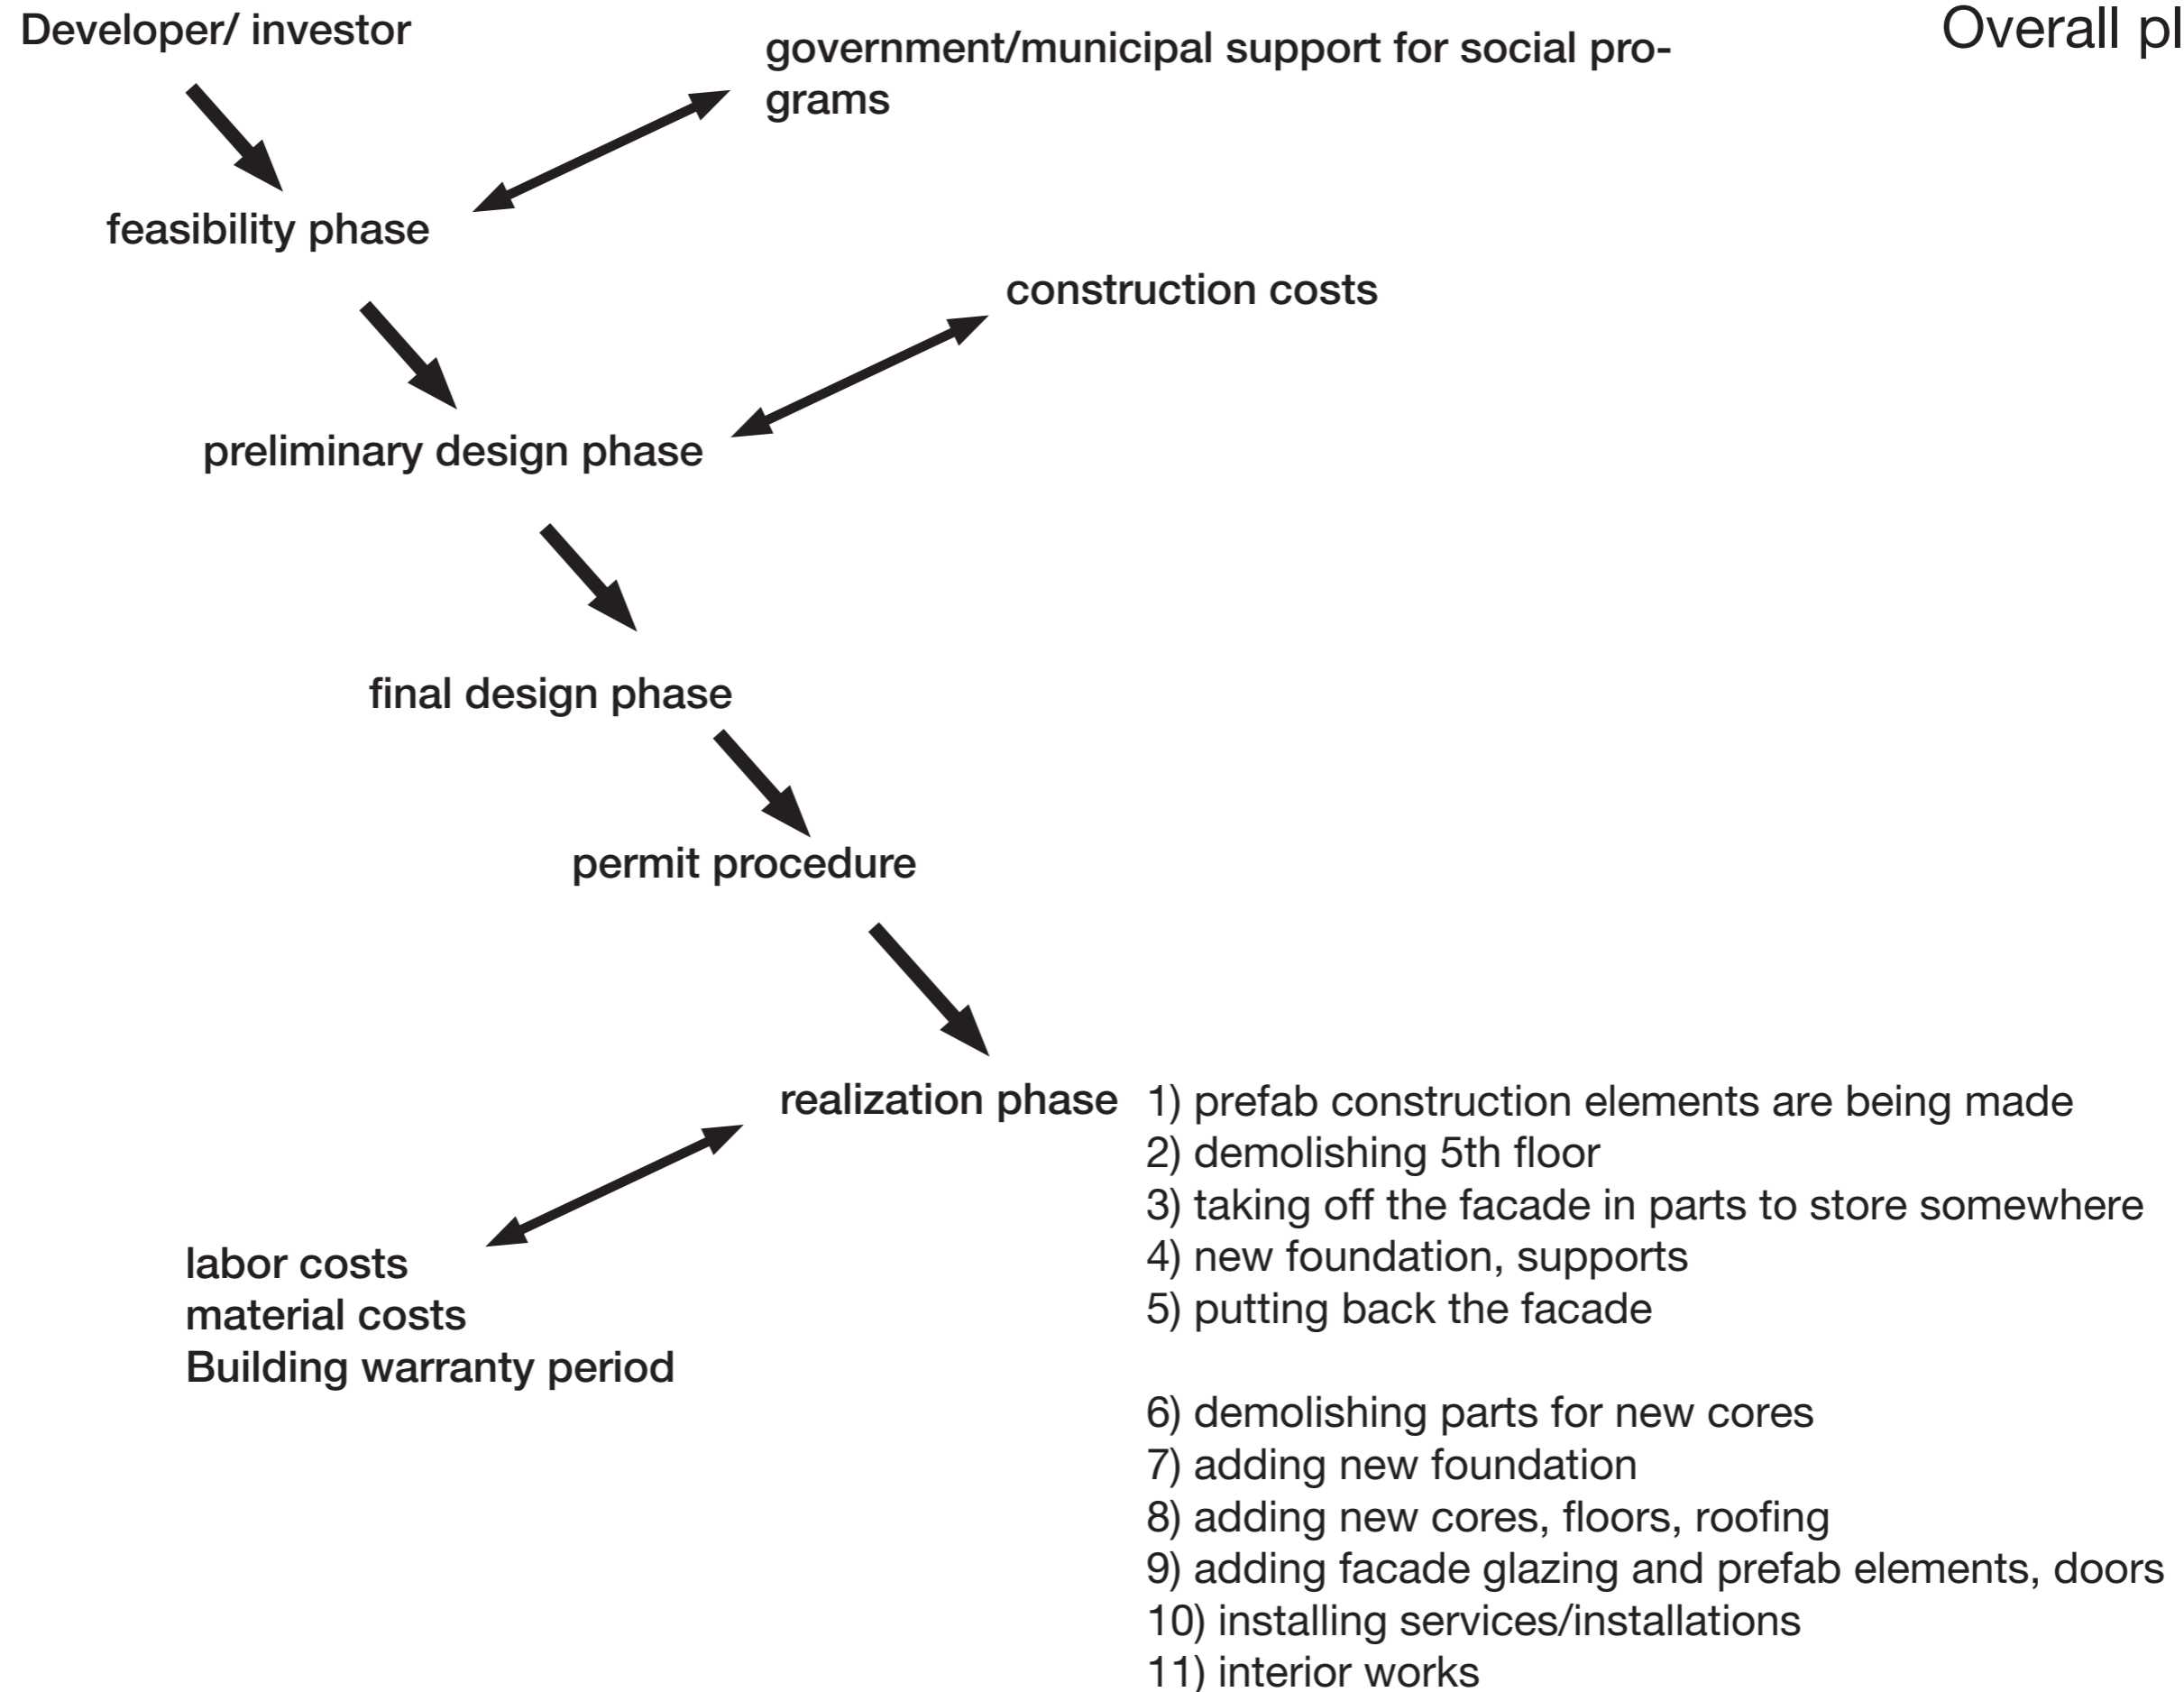 Developer/ investor
Overall pl
government/municipal support for social pro-
grams
feasibility phase
construction costs
preliminary design phase
final design phase
permit procedure
realization phase
1) prefab construction elements are being made
2) demolishing 5th floor
3) taking off the facade in parts to store somewhere
4) new foundation, supports
5) putting back the facade
labor costs
material costs
Building warranty period
6) demolishing parts for new cores
7) adding new foundation
8) adding new cores, floors, roofing
9) adding facade glazing and prefab elements, doors
10) installing services/installations
11) interior works